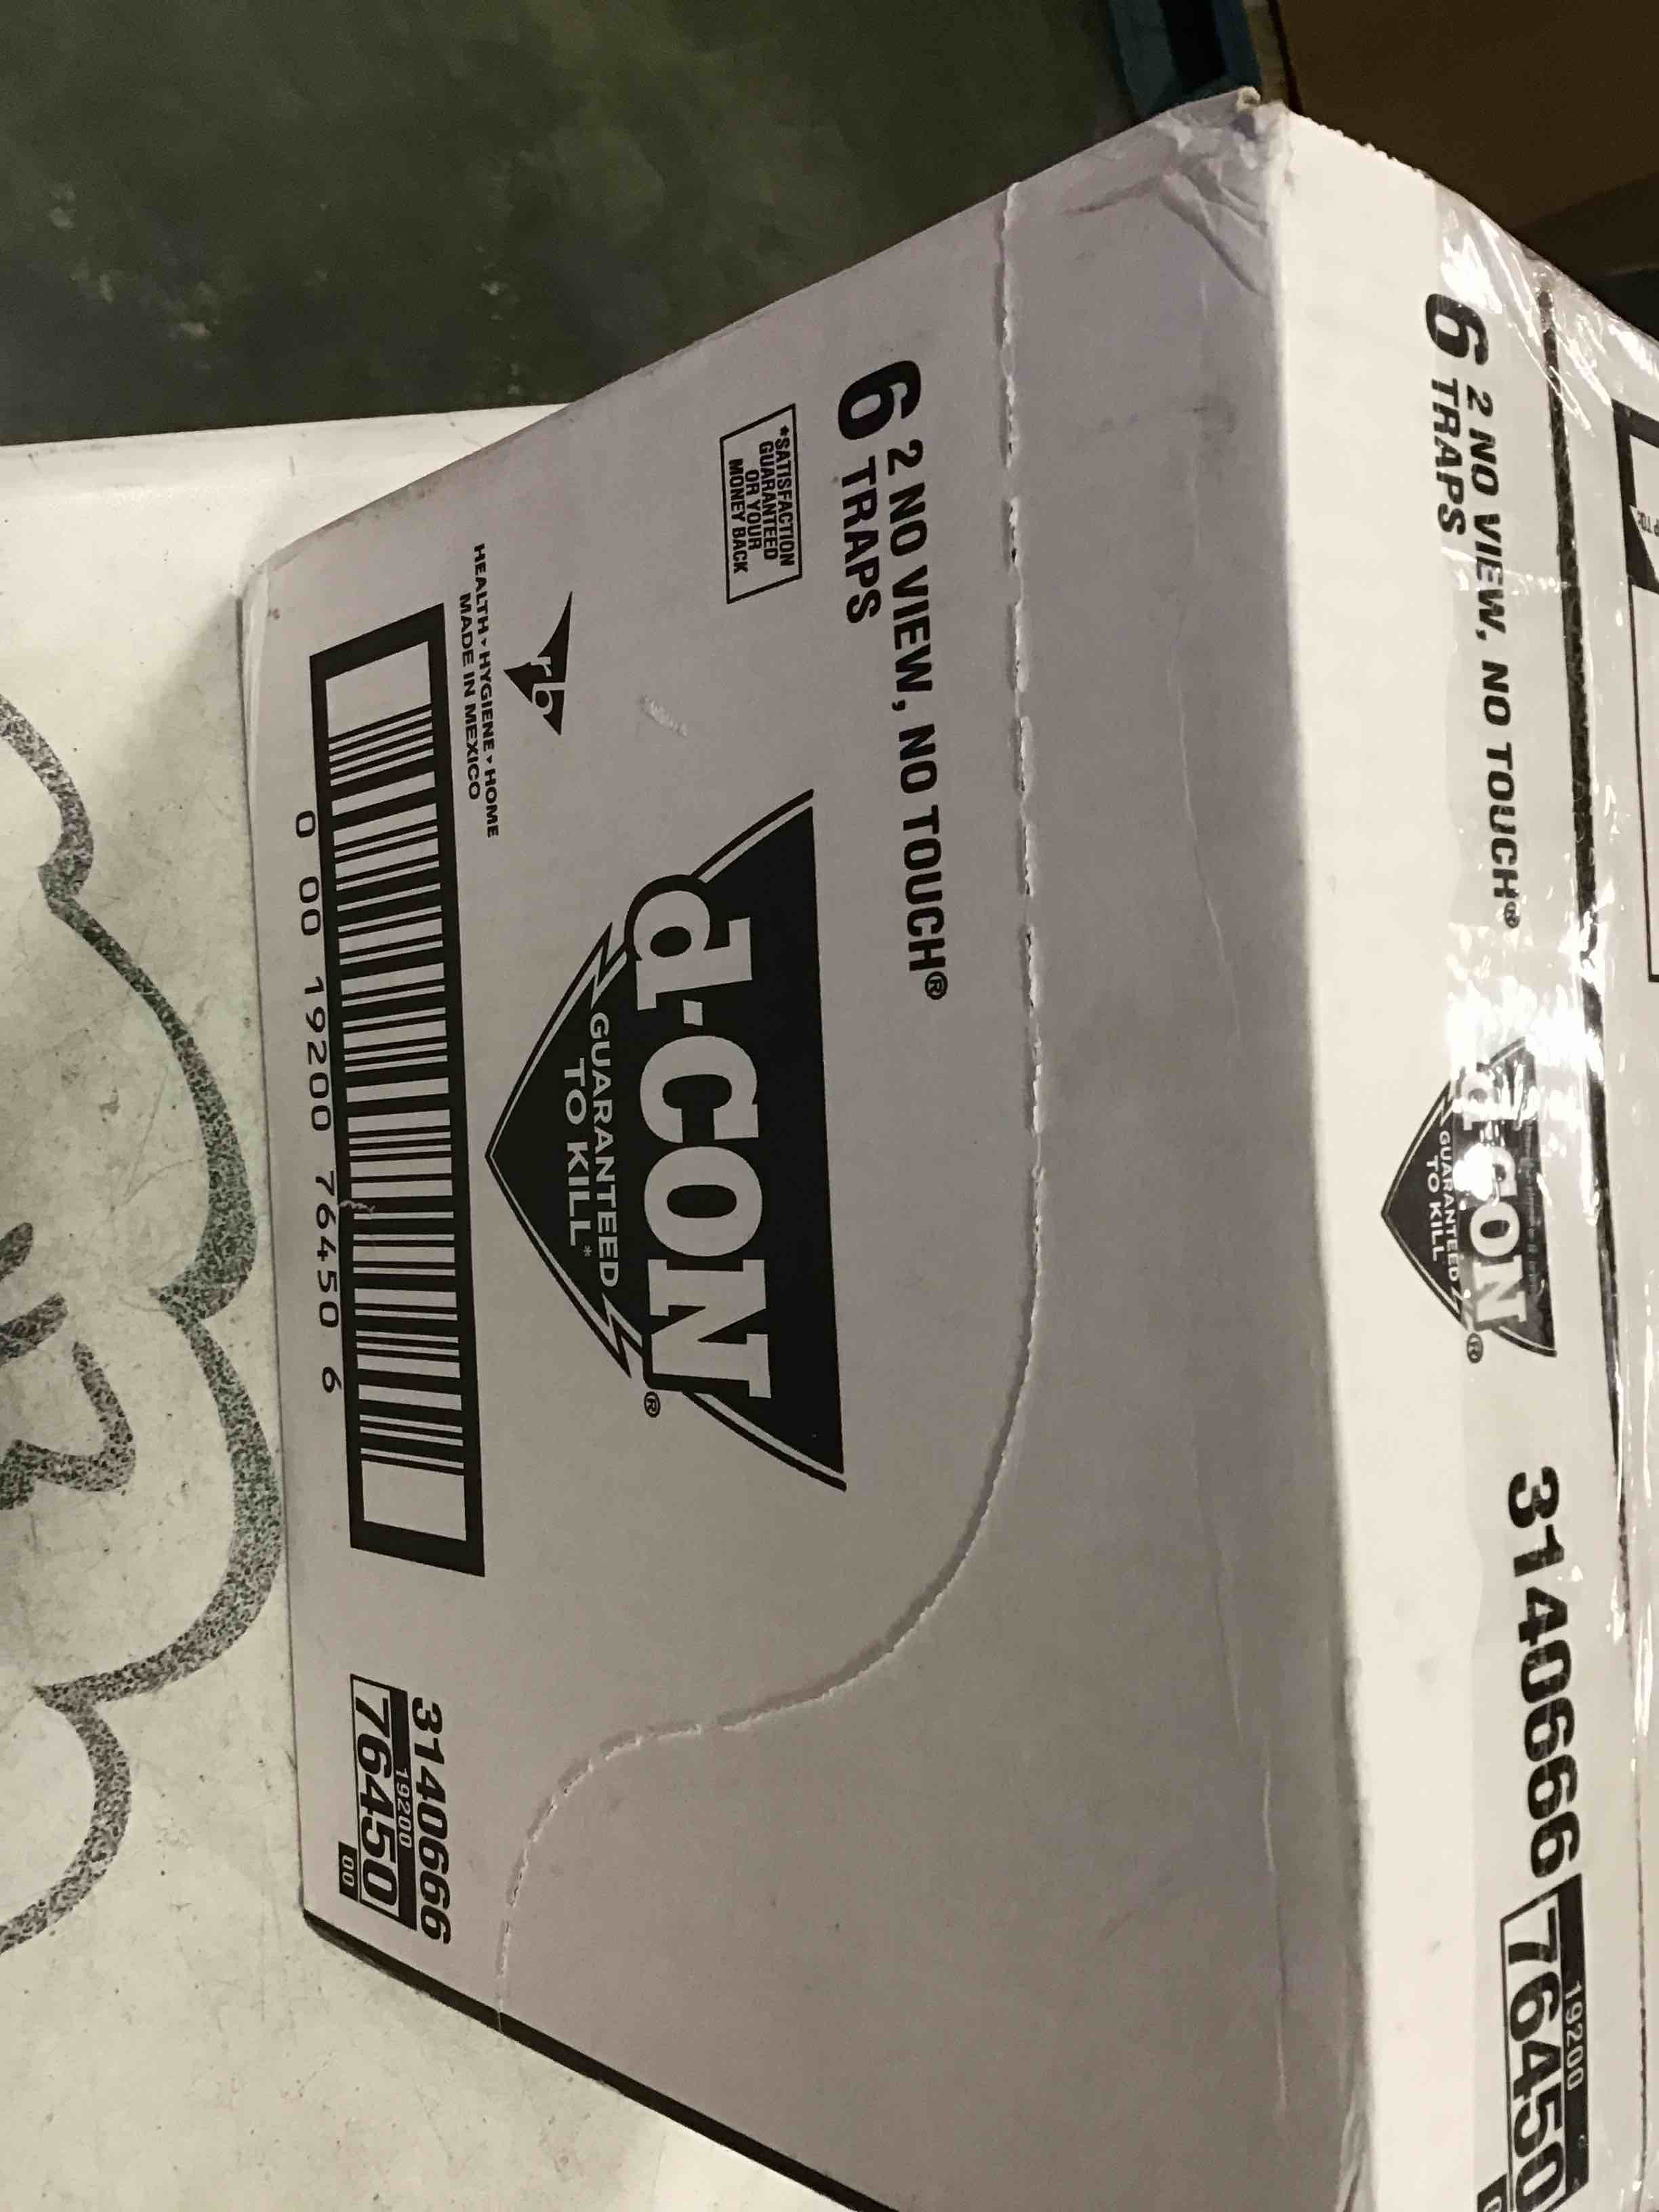 6 2 NO VIEW, NO TOUCH®
TRAPS
d-CON
GUARANTEED
TO KILL
®
3140666
19200
76450
6 2 NO VIEW, NO TOUCH®
TRAPS
*SATISFACTION
GUARANTEED
OR YOUR
MONEY BACK
d-CON
GUARANTEED
TO KILL*
®
rb
HEALTH • HYGIENE • HOME
MADE IN MEXICO
0 00 19200 76450 6
3140666
19200
76450
00